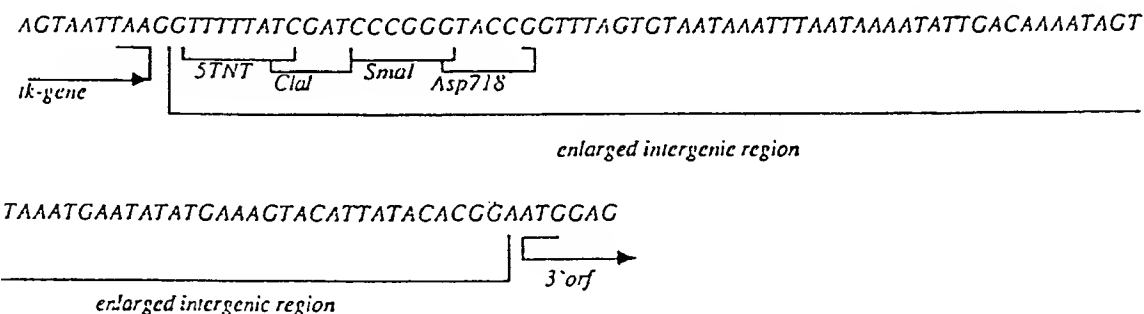 AGTAATTAAGGTTTTTATCGATCCCGGGTACCGGTTTAGTGTAATAAATTTAATAAAATATTGACAAAATAGT
5TNT ClaI SmaI Asp718
tk-gene
enlarged intergenic region
TAAATGAATATATGAAAGTACATTATACACGGAATGGAG
3`orf
enlarged intergenic region